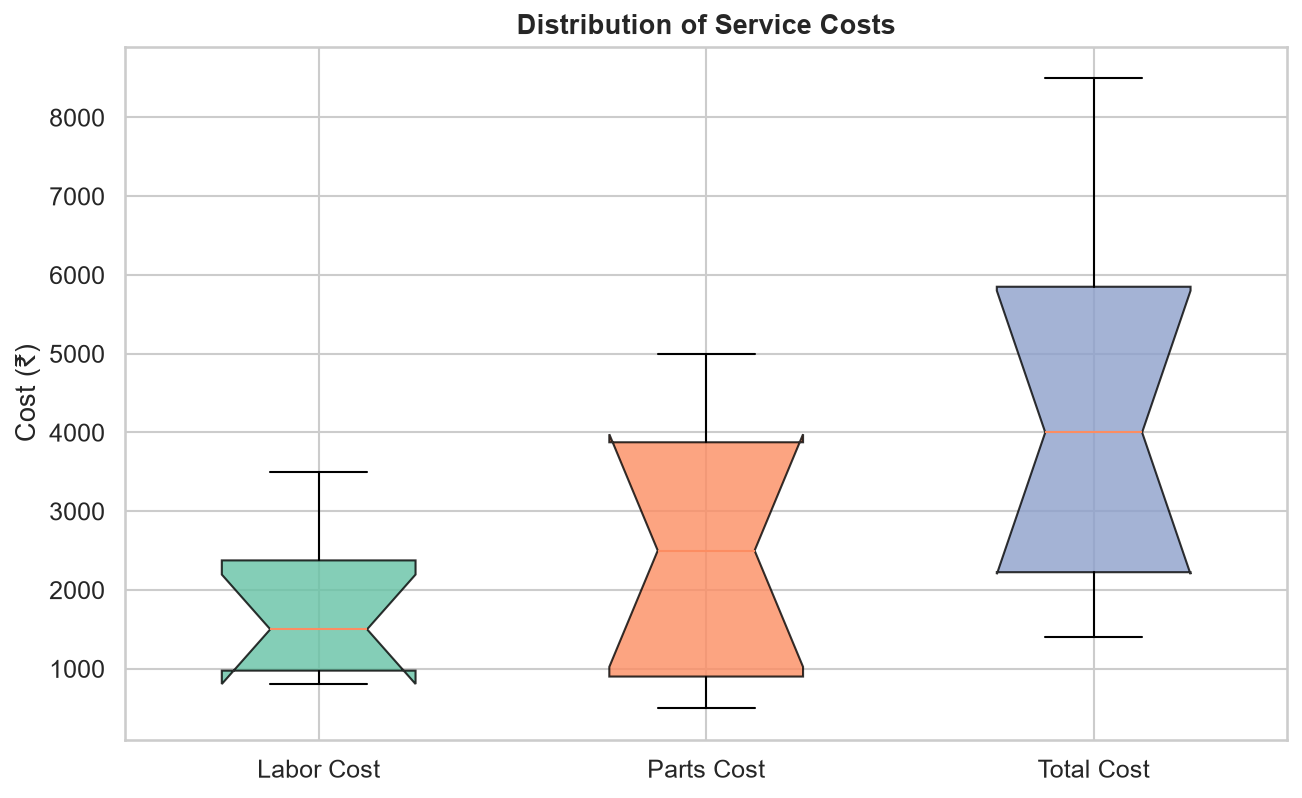 Distribution of Service Costs
Cost (₹)
8000
7000
6000
5000
4000
3000
2000
1000
Labor Cost
Parts Cost
Total Cost